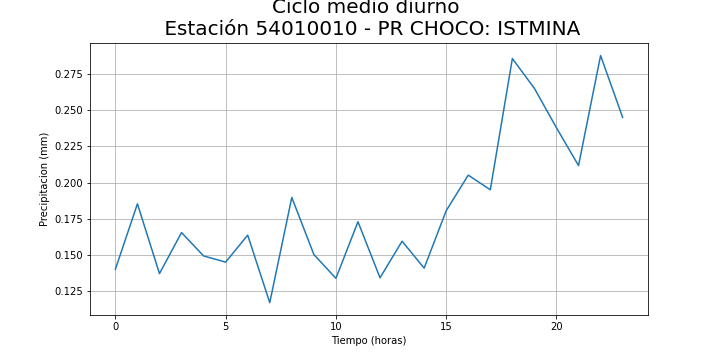 Ciclo medio diurno
Estación 54010010 - PR CHOCO: ISTMINA
0.275
0.250
0.225
0.200
0.175
0.150
0.125
Precipitacion (mm)
0 5 10 15 20
Tiempo (horas)